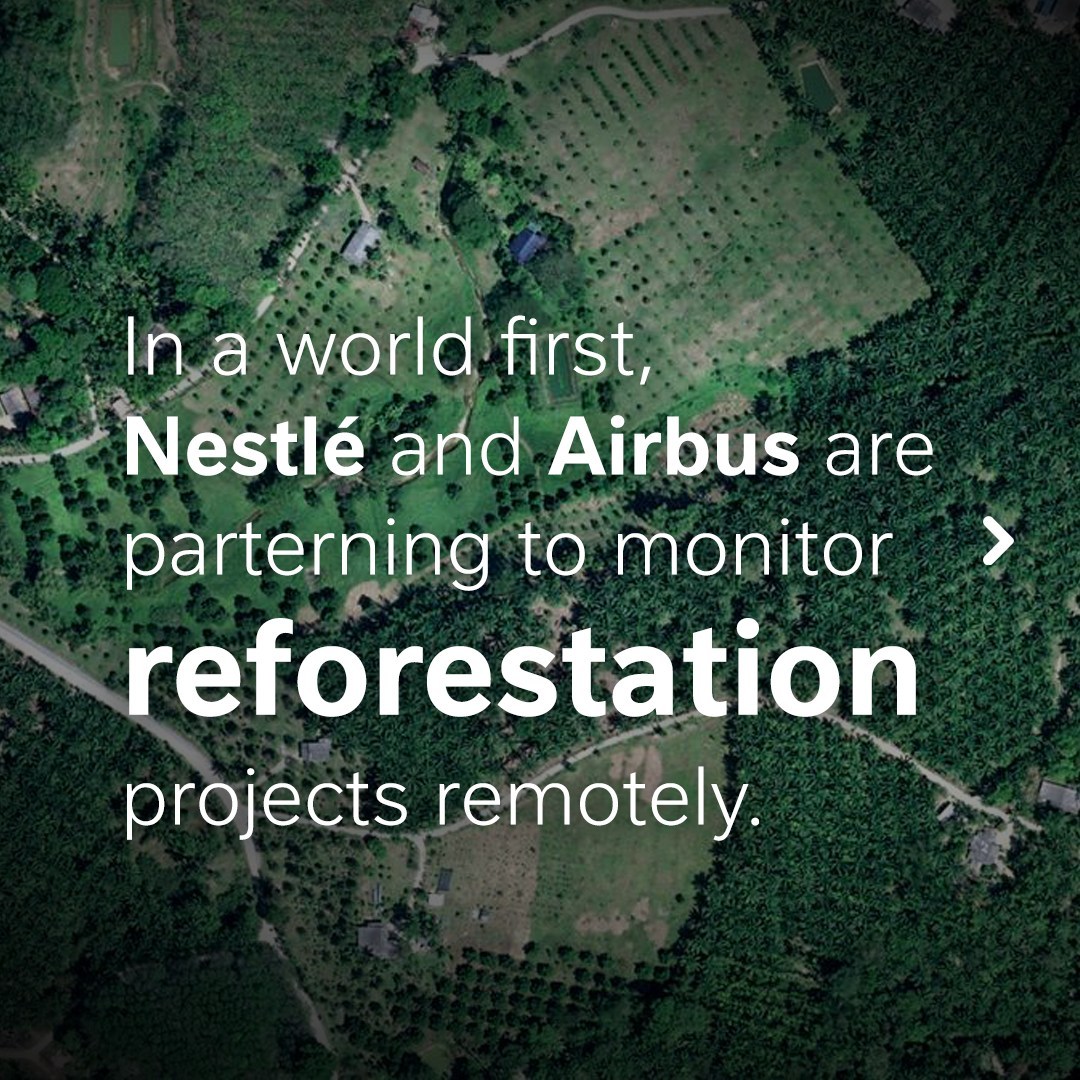 In a world first,
Nestlé and Airbus are
parterning to monitor
reforestation
projects remotely.